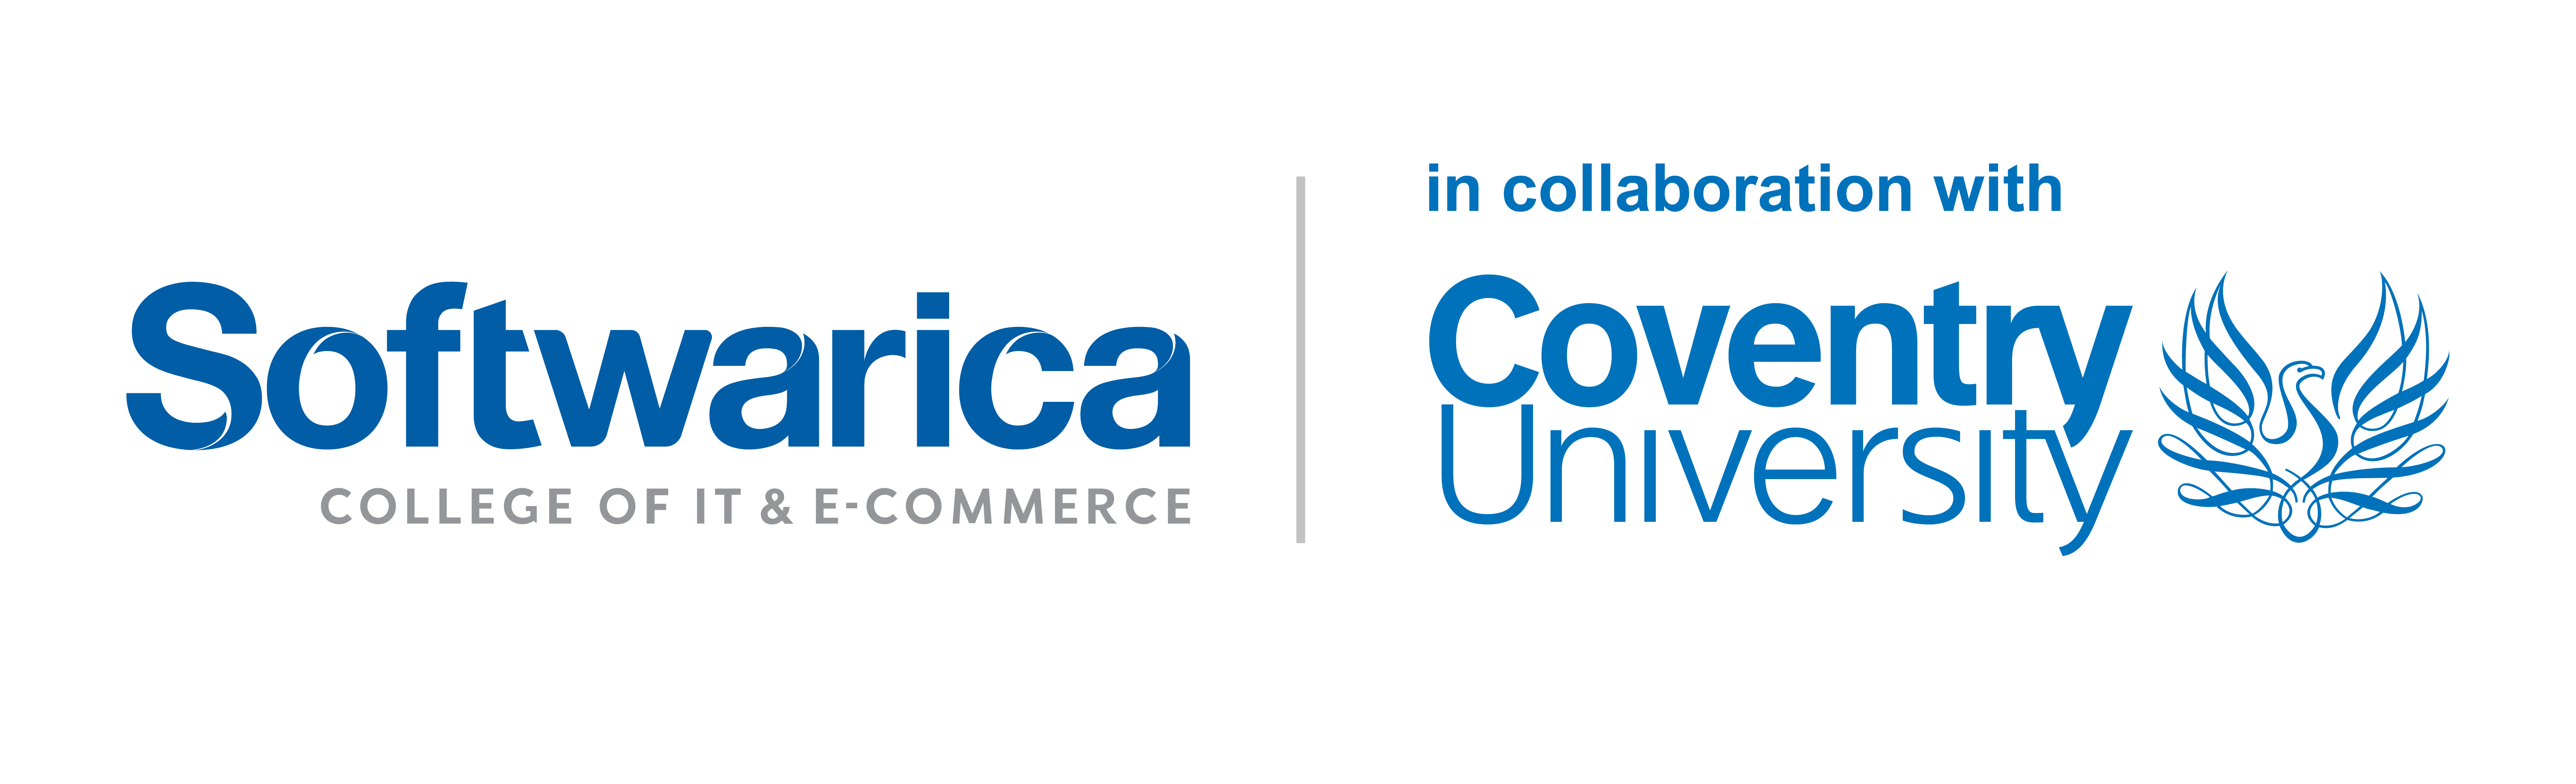 Softwarica
COLLEGE OF IT & E-COMMERCE
in collaboration with
Coventry
University